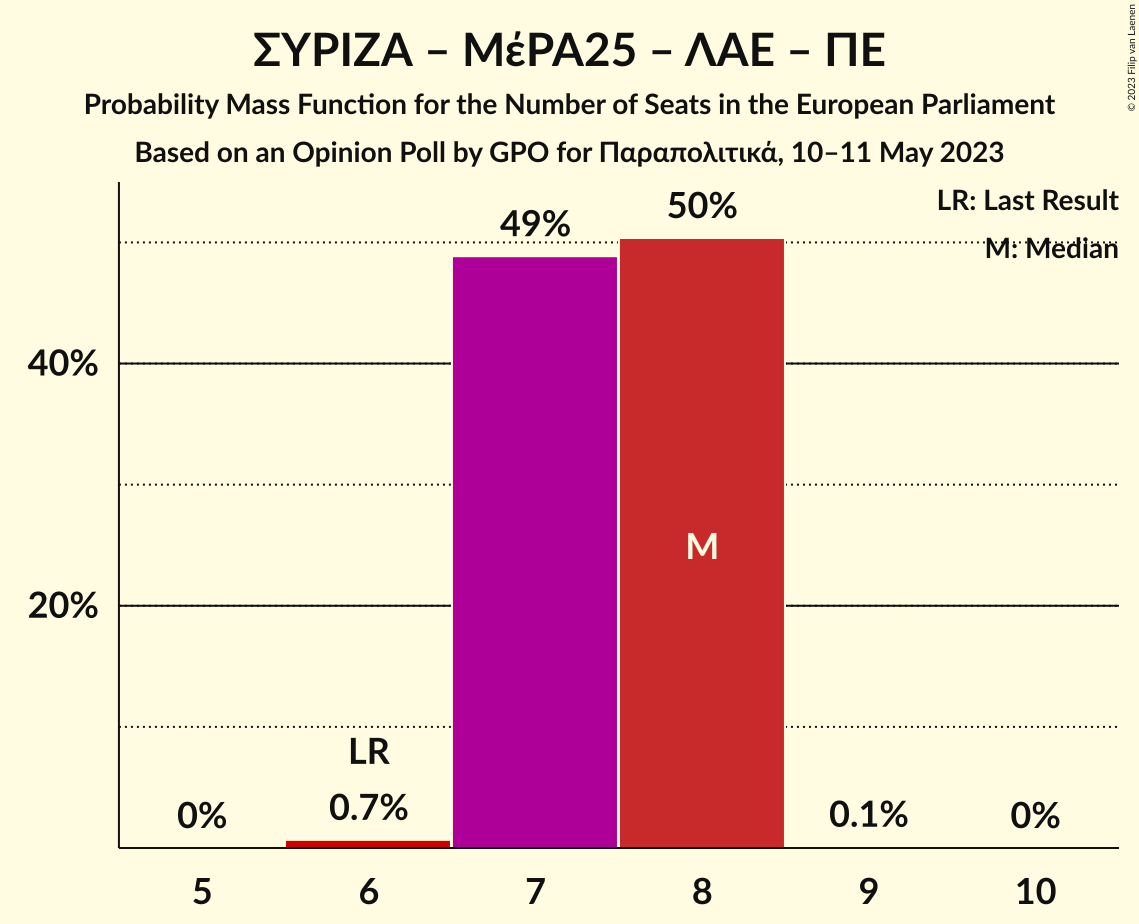 ΣΥΡΙΖΑ – ΜέΡΑ25 – ΛΑΕ – ΠΕ
Probability Mass Function for the Number of Seats in the European Parliament
Based on an Opinion Poll by GPO for Παραπολιτικά, 10–11 May 2023
© 2023 Filip van Laenen
LR: Last Result
M: Median
50%
49%
40%
M
20%
LR
0%
0.7%
0.1%
0%
5 6 7 8 9 10